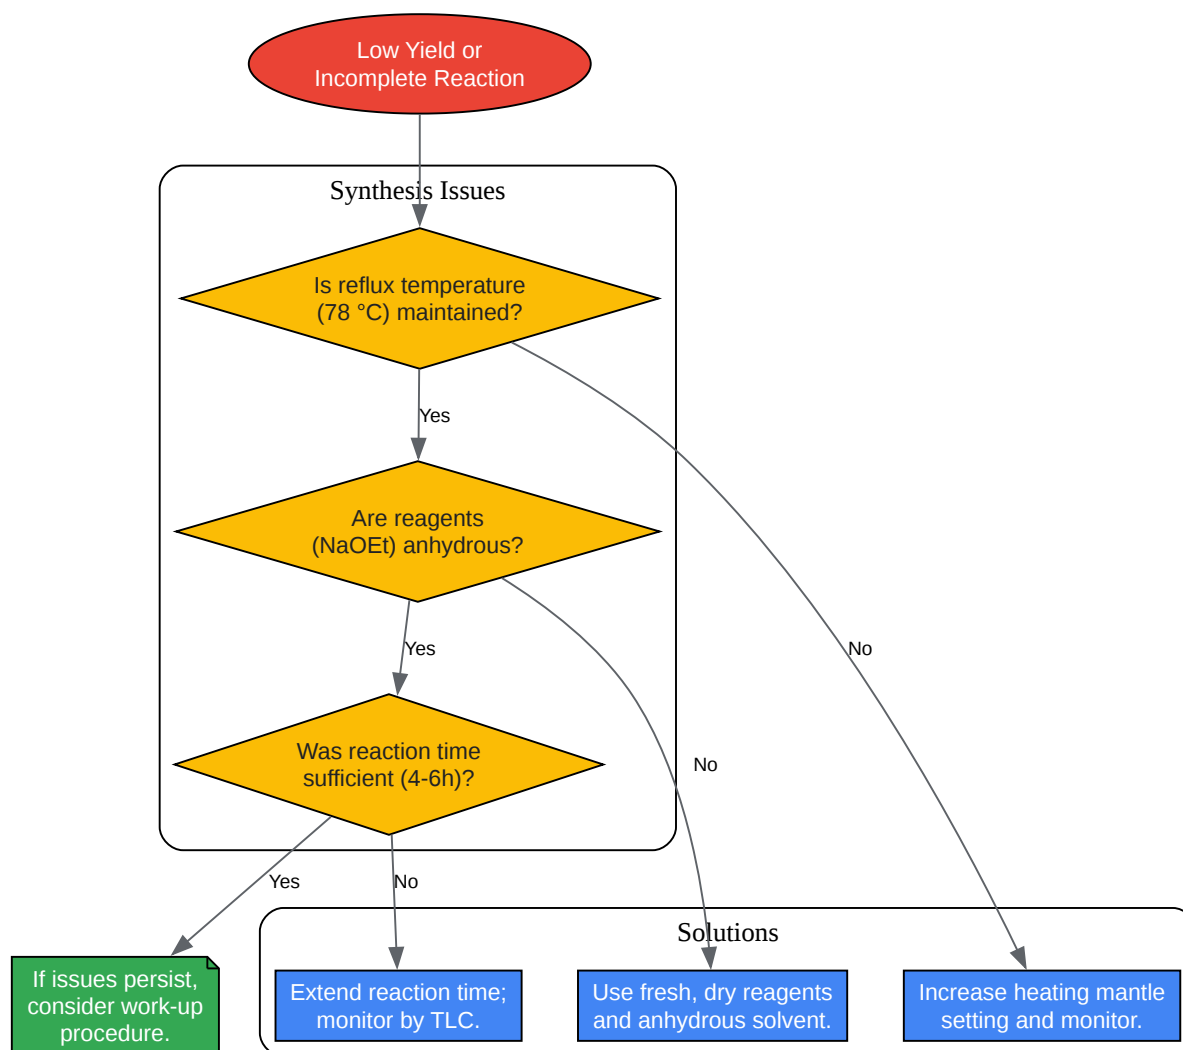 Low Yield or
Incomplete Reaction
Synthesis Issues
Is reflux temperature
(78 °C) maintained?
Yes
Are reagents
(NaOEt) anhydrous?
Yes
No
Was reaction time
sufficient (4-6h)?
No
Yes
No
Solutions
If issues persist,
consider work-up
procedure.
Extend reaction time;
monitor by TLC.
Use fresh, dry reagents
and anhydrous solvent.
Increase heating mantle
setting and monitor.